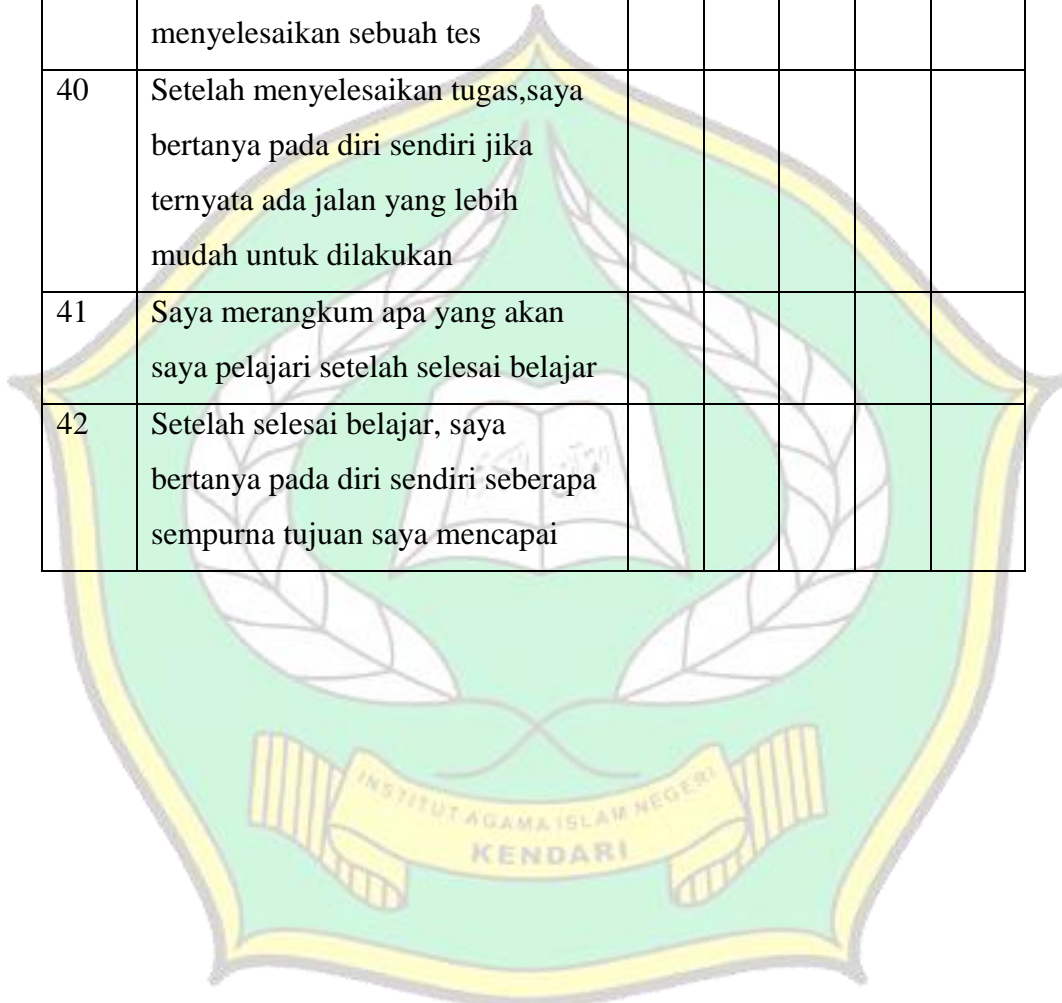 menyelesaikan sebuah tes
40 Setelah menyelesaikan tugas,saya
bertanya pada diri sendiri jika
ternyata ada jalan yang lebih
mudah untuk dilakukan
41 Saya merangkum apa yang akan
saya pelajari setelah selesai belajar
42 Setelah selesai belajar, saya
bertanya pada diri sendiri seberapa
sempurna tujuan saya mencapai
INSTITUT AGAMA ISLAM NEGERI
KENDARI